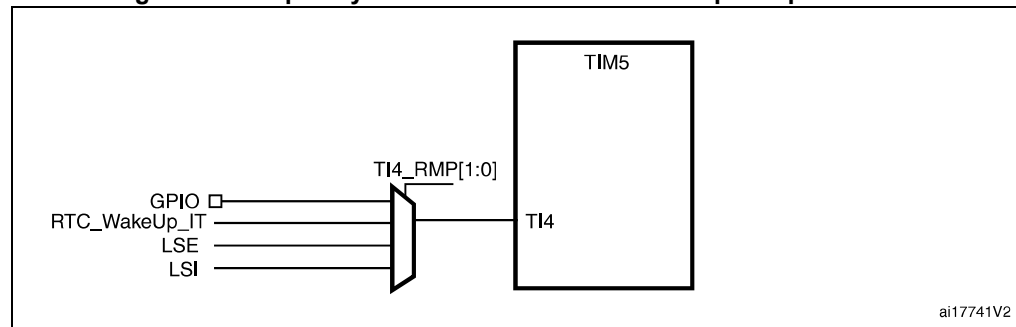 TIM5
TI4_RMP[1:0]
GPIO
RTC_WakeUp_IT
TI4
LSE
LSI
ai17741V2